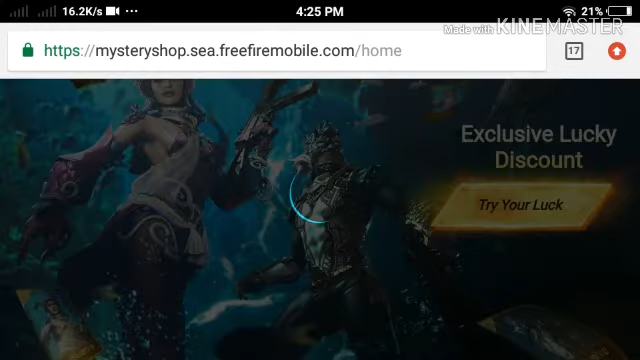 16.2K/s ... 4:25 PM 21%
Made with KINEMASTER
https://mysteryshop.sea.freefiremobile.com/home 17
Exclusive Lucky
Discount
Try Your Luck